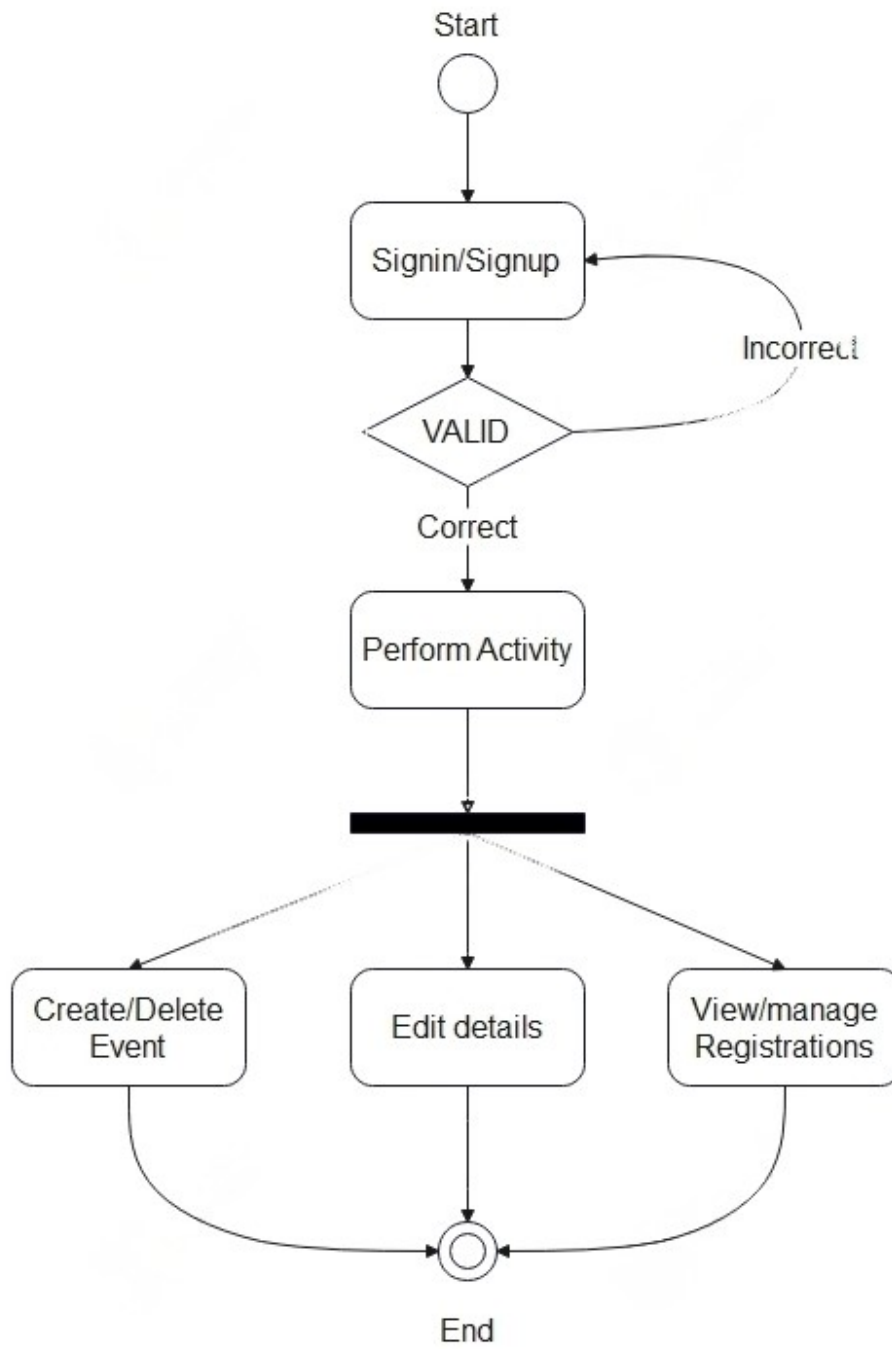 Start
Signin/Signup
Incorrect
VALID
Correct
Perform Activity
Create/Delete
Event
Edit details
View/manage
Registrations
End